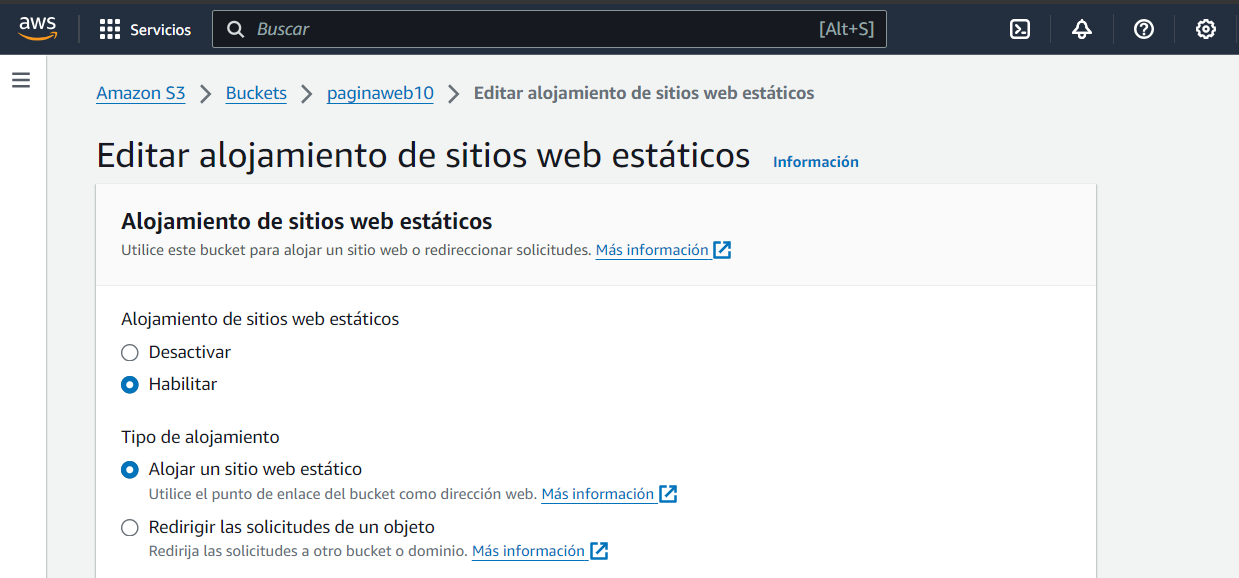 aws Servicios Buscar [Alt+S]
Amazon S3 > Buckets > paginaweb10 > Editar alojamiento de sitios web estáticos
Editar alojamiento de sitios web estáticos Información
Alojamiento de sitios web estáticos
Utilice este bucket para alojar un sitio web o redireccionar solicitudes. Más información
Alojamiento de sitios web estáticos
Desactivar
Habilitar
Tipo de alojamiento
Alojar un sitio web estático
Utilice el punto de enlace del bucket como dirección web. Más información
Redirigir las solicitudes de un objeto
Redirija las solicitudes a otro bucket o dominio. Más información